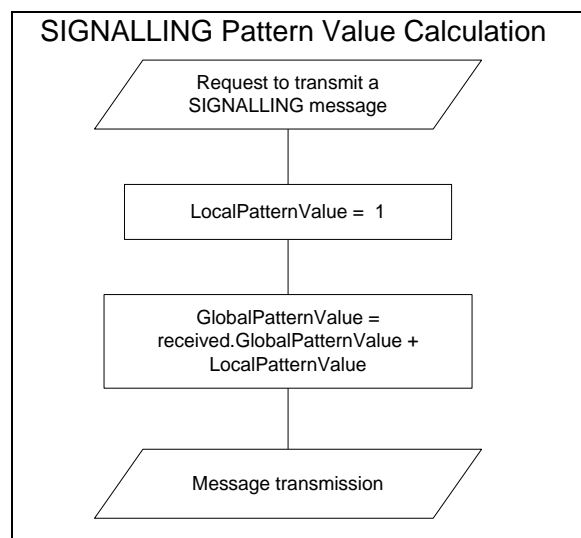 SIGNALLING Pattern Value Calculation
Request to transmit a
SIGNALLING message
LocalPatternValue = 1
GlobalPatternValue =
received.GlobalPatternValue +
LocalPatternValue
Message transmission